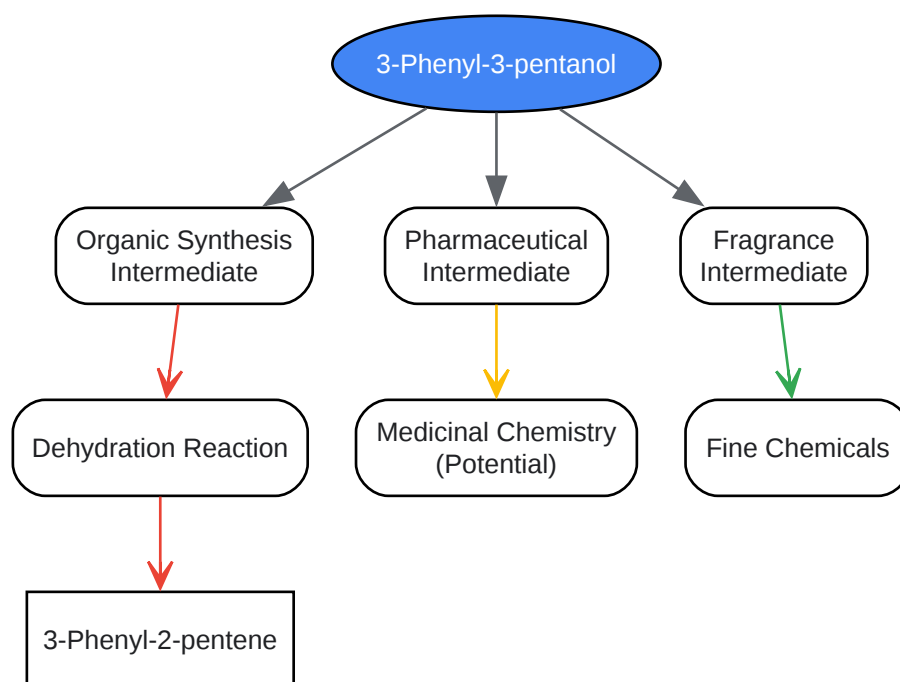 3-Phenyl-3-pentanol
Organic Synthesis
Intermediate
Pharmaceutical
Intermediate
Fragrance
Intermediate
Dehydration Reaction
Medicinal Chemistry
(Potential)
Fine Chemicals
3-Phenyl-2-pentene